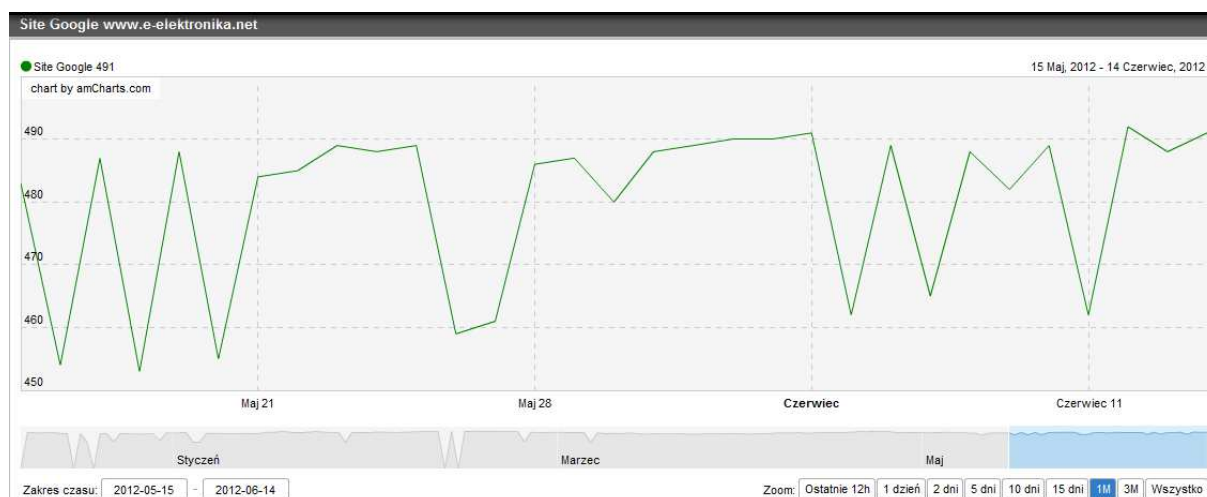 Site Google www.e-elektronika.net
Site Google 491
15 Maj, 2012 - 14 Czerwiec, 2012
chart by amCharts.com
490
480
470
460
450
Maj 21 Maj 28 Czerwiec Czerwiec 11
Styczeń Marzec Maj
Zakres czasu: 2012-05-15 - 2012-06-14 Zoom: Ostatnie 12h 1 dzień 2 dni 5 dni 10 dni 15 dni 1M 3M Wszystko